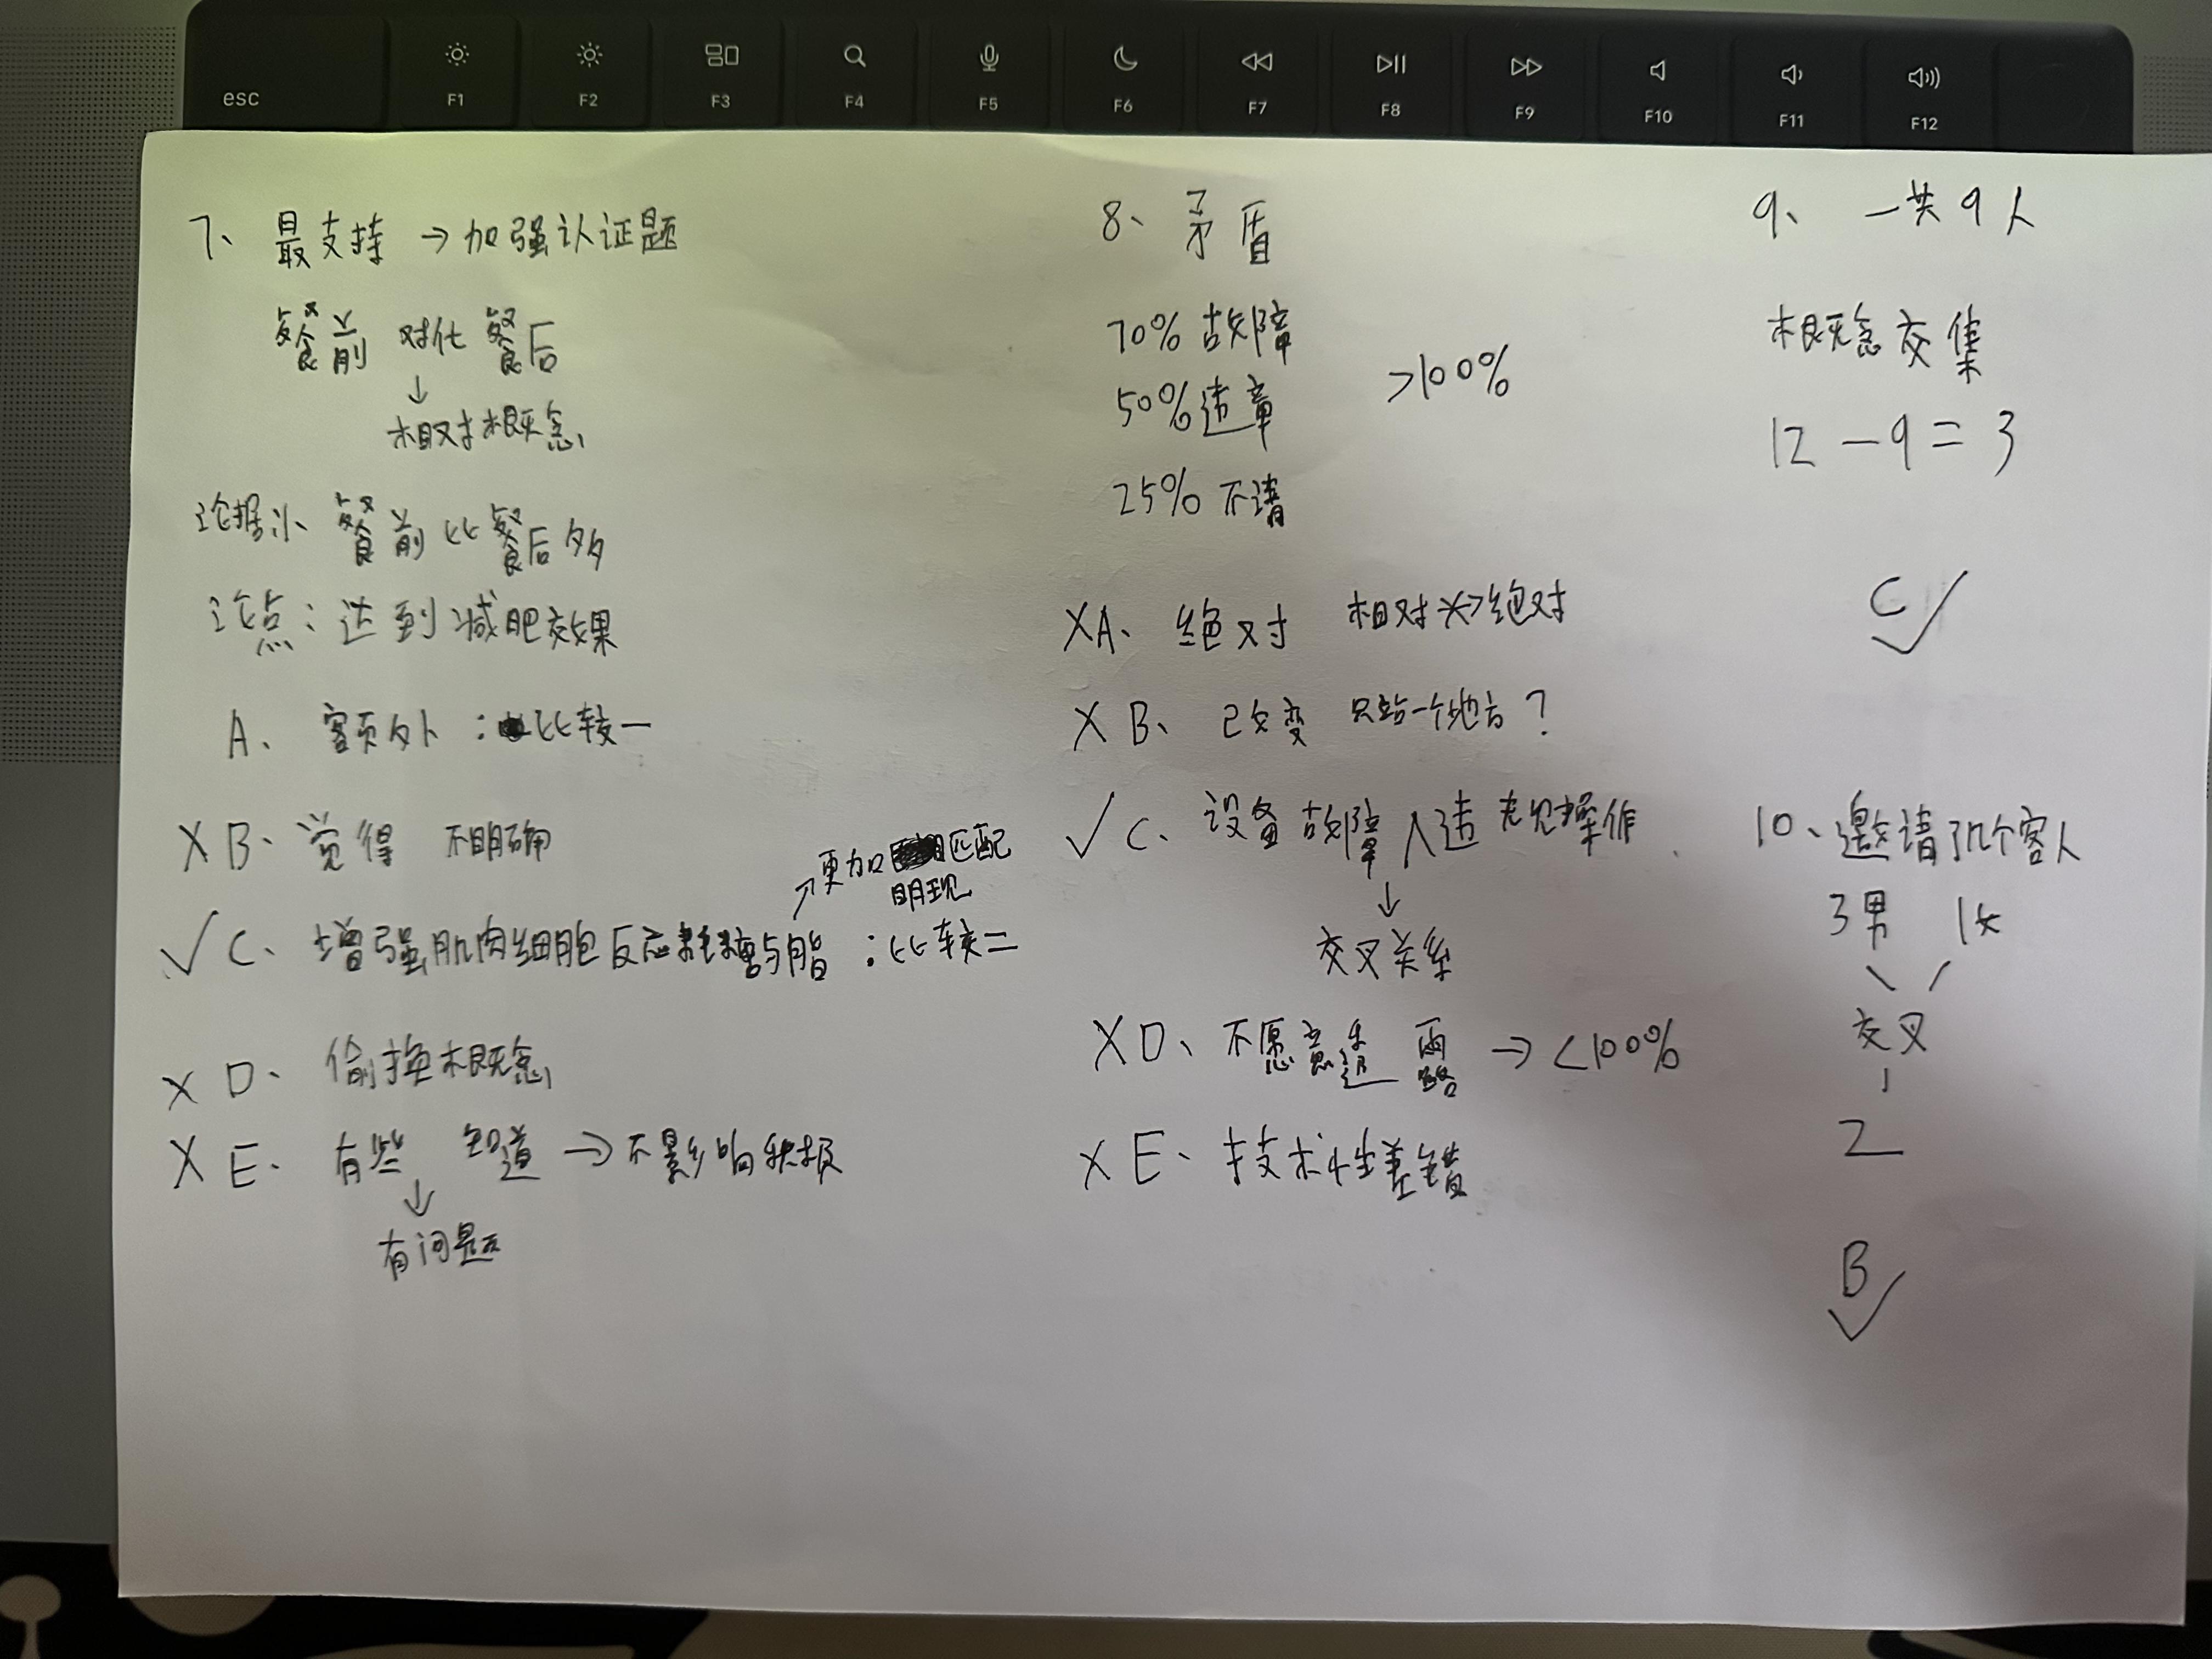 esc
F1
F2
F3
F4
F5
F6
F7
F8
F9
F10
F11
F12
7、最支持 → 加强认证题
餐前 对比 餐后
↓
相对概念
论据: 餐前比餐后多
论点: 达到减肥效果
A、额外 : 比较一
X B、觉得 不明确
↗更加 匹配
明现
√ C、增强肌肉细胞反应耗糖与脂 : 比较二
X D、偷换概念
X E、有些 知道 → 不影响积极
↓
有问题
8、矛盾
70% 故障
50% 违章 >100%
25% 不清
X A、绝对 相对 绝对
X B、已改变 只站一个地方?
√ C、设备故障 人违规操作
↓
交叉关系
X D、不愿意透露 → <100%
X E、技术性差错
9、一共9人
概念交集
12 - 9 = 3
C √
10、邀请了几个客人
3男 1女
交叉
2
B √